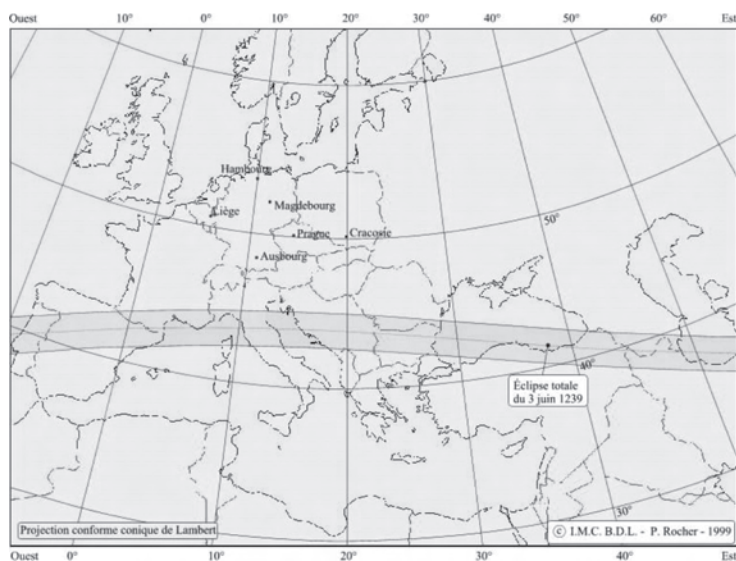 Ouest 10° 0° 10° 20° 30° 40° 50° 60° Est
Hambourg
Magdebourg
Liège
50°
Prague Cracosie
Ausbourg
40°
Éclipse totale
du 3 juin 1239
30°
Projection conforme conique de Lambert
© I.M.C. B.D.L. - P. Rocher - 1999
Ouest 0° 10° 20° 30° 40° Est